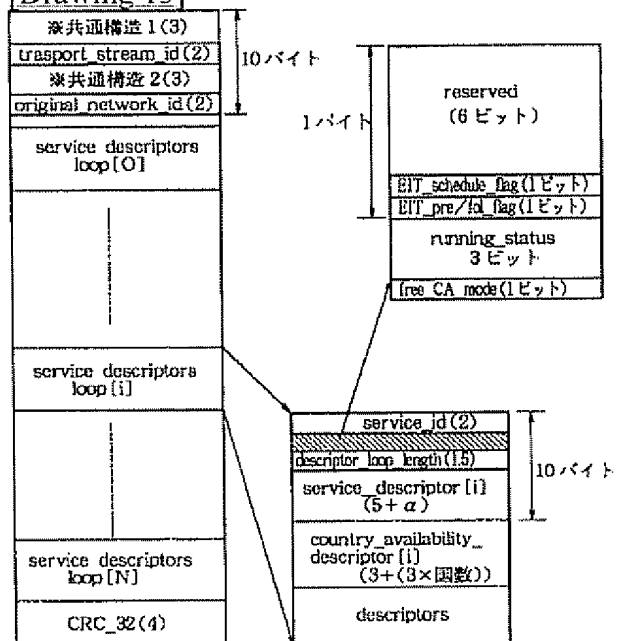 Drawing 15]
※共通構造1(3)
trasport_stream_id(2)
※共通構造2(3)
original_network_id(2)
service descriptors
loop[0]
service descriptors
loop[i]
service descriptors
loop[N]
CRC_32(4)
10バイト
1バイト
reserved
(6ビット)
EIT_schedule_flag(1ビット)
EIT_pre/fol_flag(1ビット)
running_status
3ビット
free_CA_mode(1ビット)
service_id(2)
descriptor_loop_length(1.5)
service_descriptor[i]
(5+α)
country_availability_
descriptor[i]
(3+(3×国数))
descriptors
10バイト